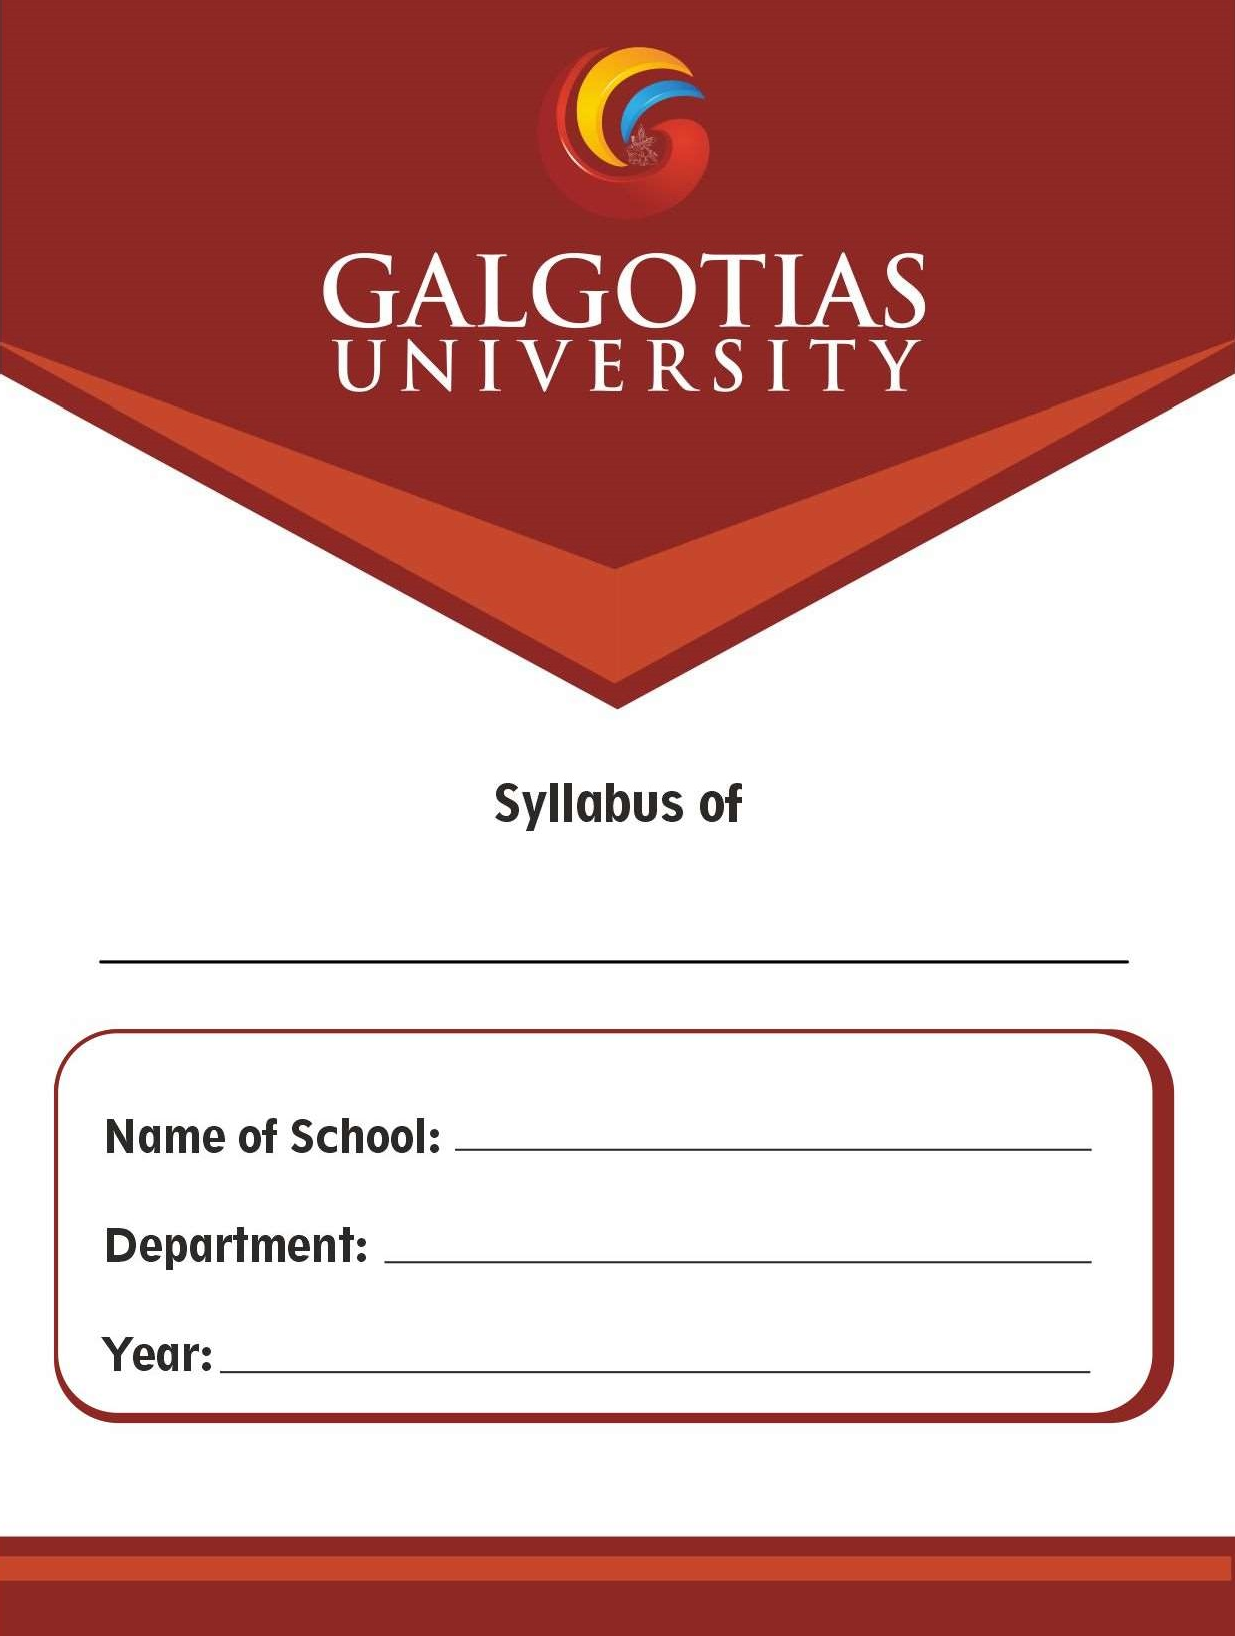 GALGOTIAS
UNIVERSITY
Syllabus of
Name of School:
Department:
Year: